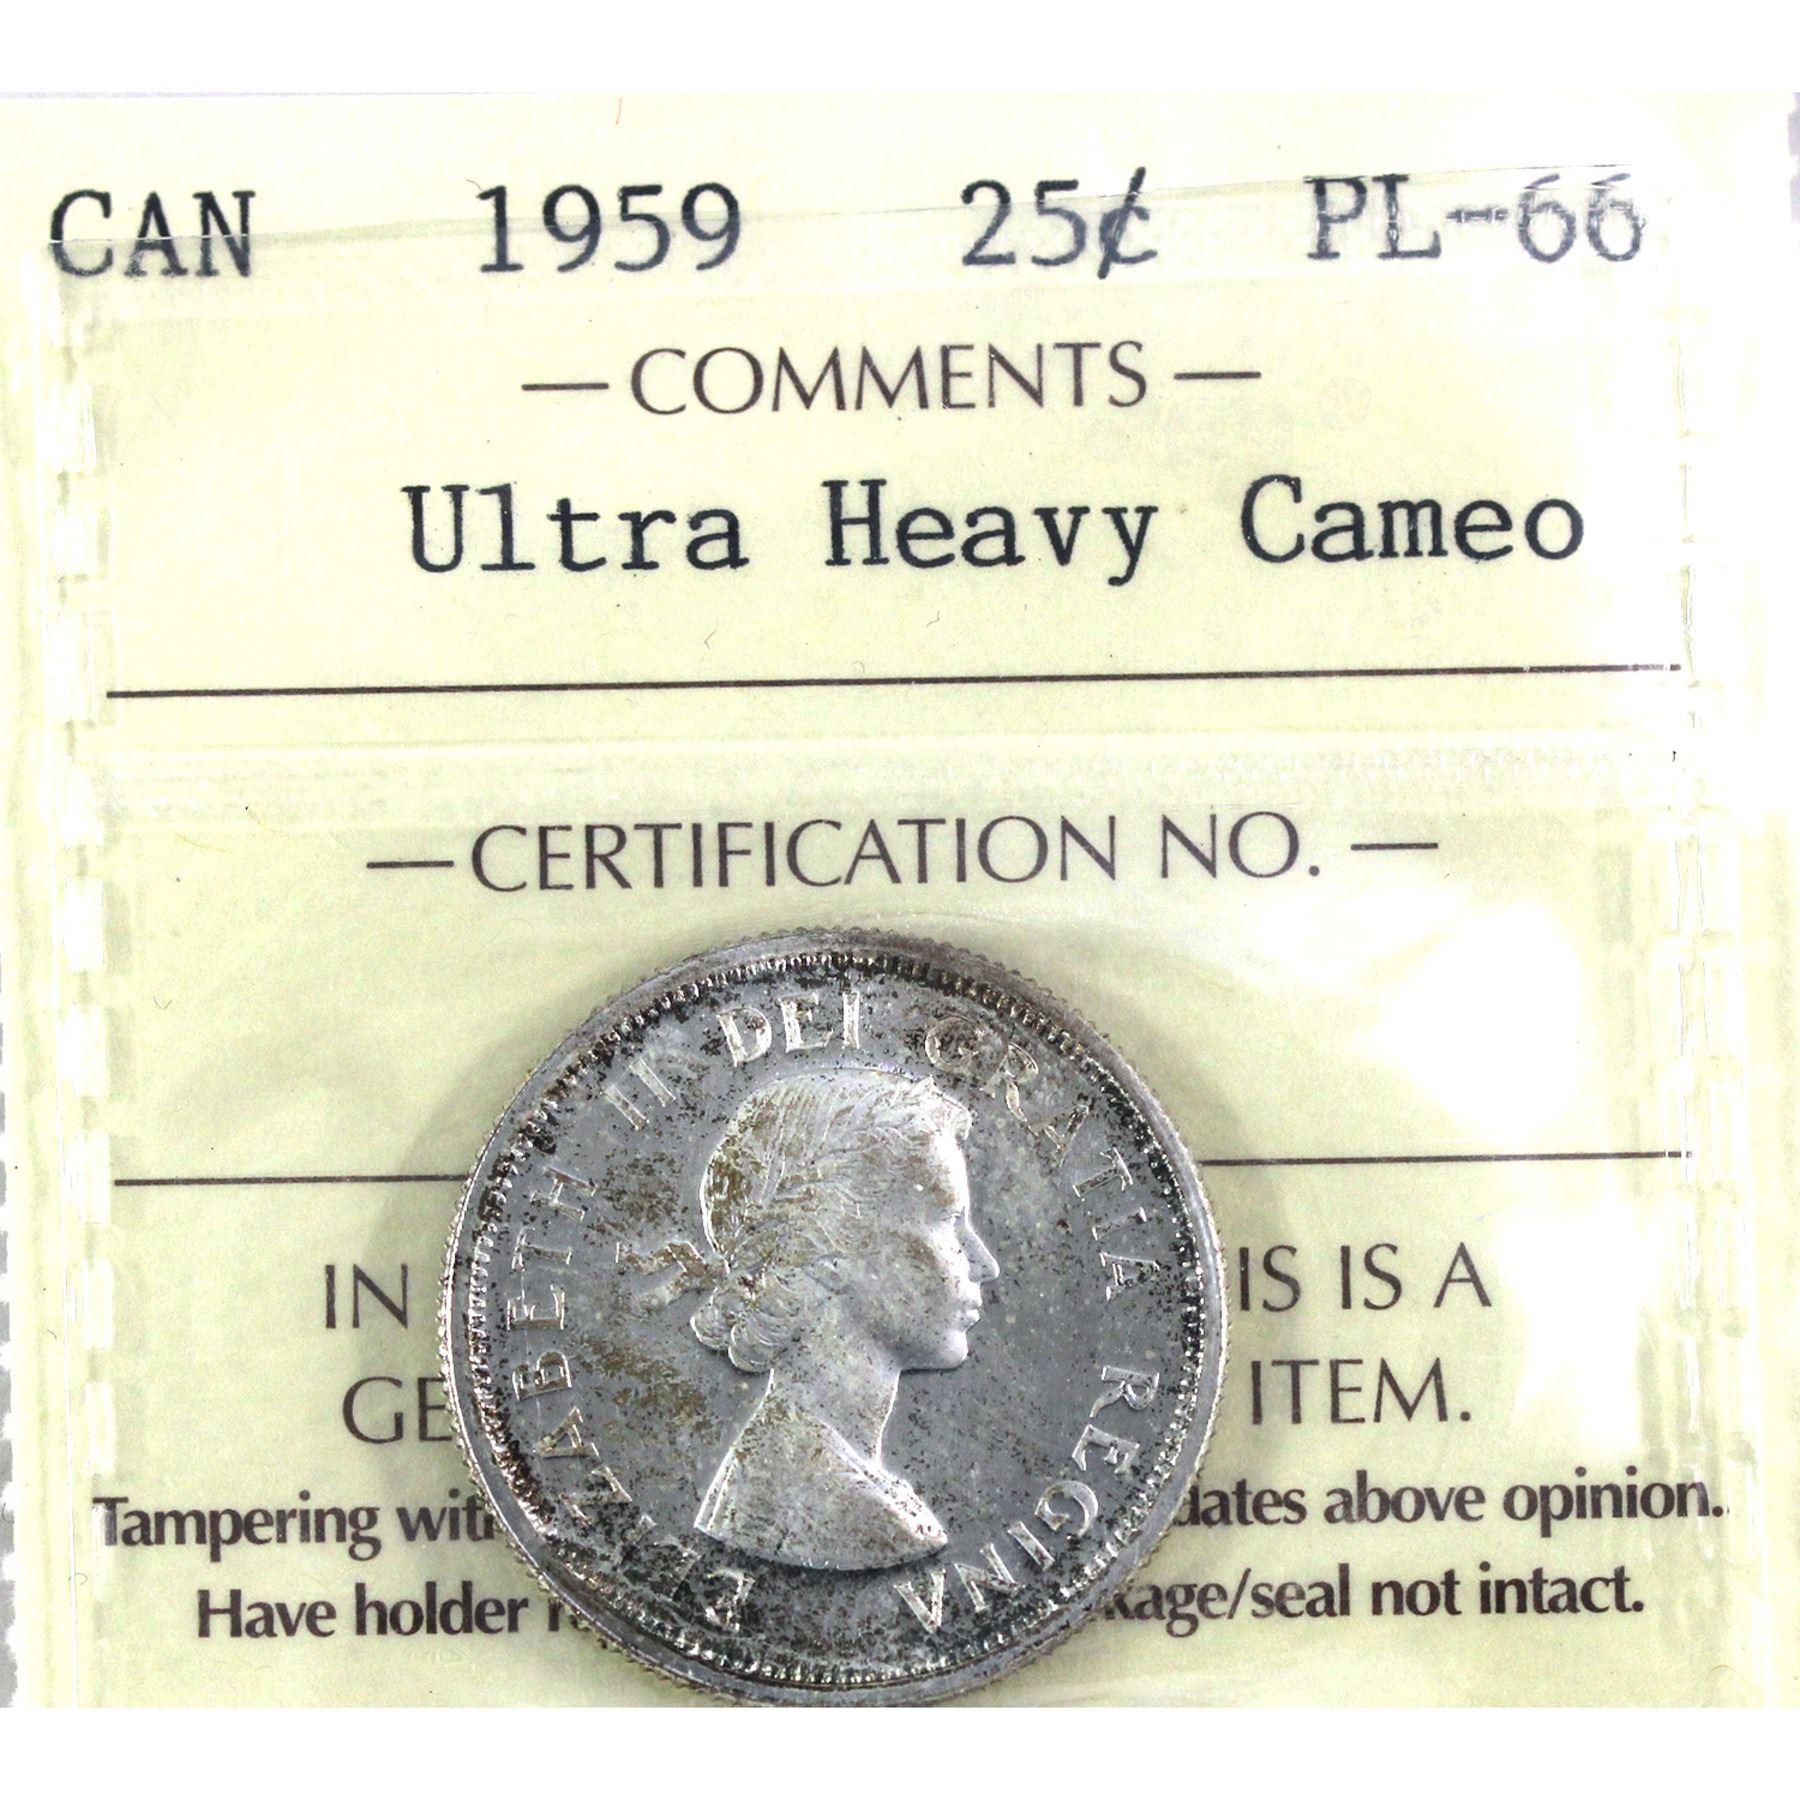 CAN 1959 25¢ PL-66
— COMMENTS —
Ultra Heavy Cameo
— CERTIFICATION NO. —
ELIZABETH II DEI GRATIA REGINA
IN IS IS A
GE ITEM.
Tampering with dates above opinion.
Have holder kage/seal not intact.